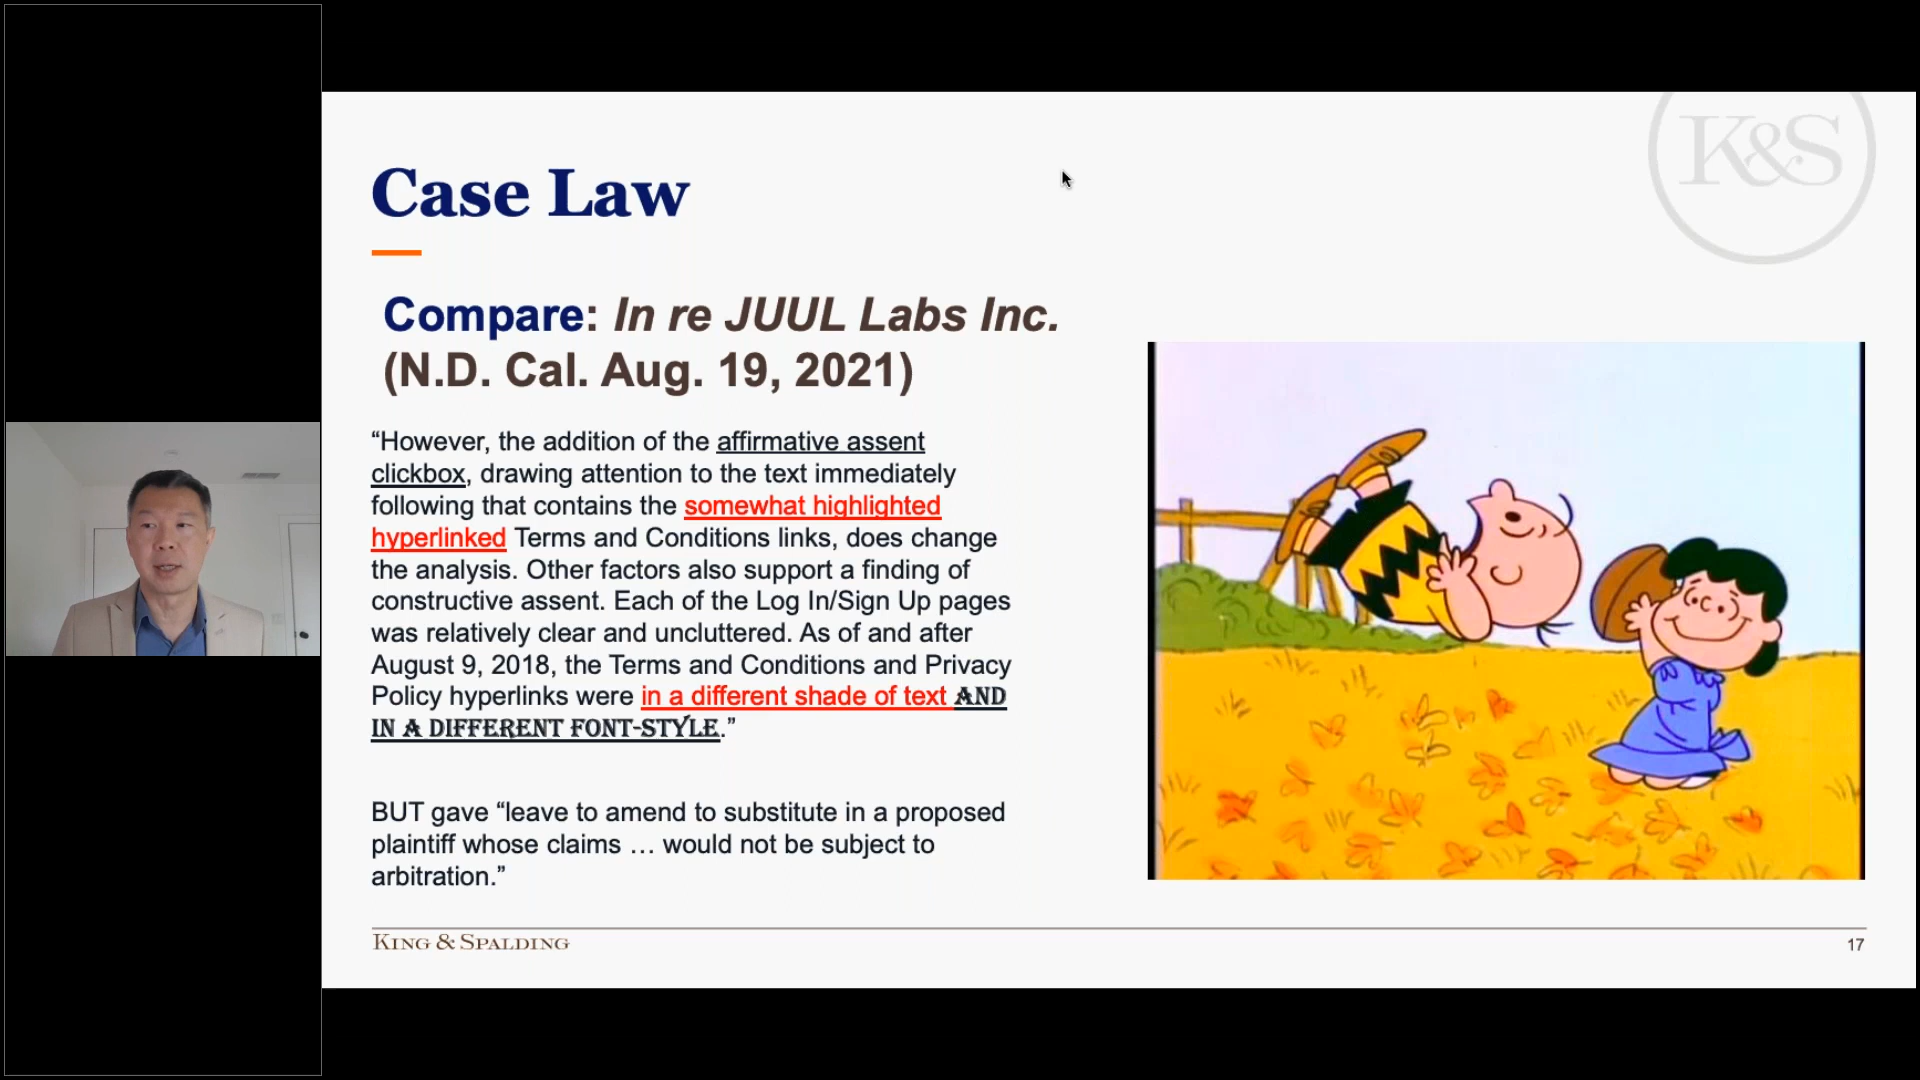 K&S
Case Law
Compare: In re JUUL Labs Inc.
(N.D. Cal. Aug. 19, 2021)
“However, the addition of the affirmative assent
clickbox, drawing attention to the text immediately
following that contains the somewhat highlighted
hyperlinked Terms and Conditions links, does change
the analysis. Other factors also support a finding of
constructive assent. Each of the Log In/Sign Up pages
was relatively clear and uncluttered. As of and after
August 9, 2018, the Terms and Conditions and Privacy
Policy hyperlinks were in a different shade of text AND
IN A DIFFERENT FONT-STYLE.”
BUT gave “leave to amend to substitute in a proposed
plaintiff whose claims … would not be subject to
arbitration.”
KING & SPALDING
17